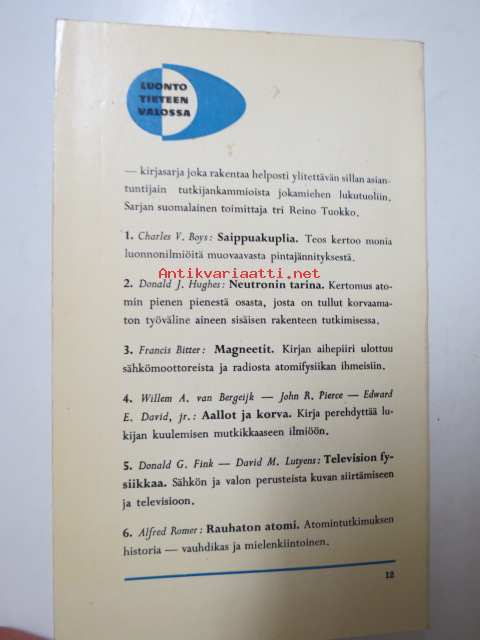 LUONTO
TIETEEN
VALOSSA
— kirjasarja joka rakentaa helposti ylitettävän sillan asian-
tuntijain tutkijankammioista jokamiehen lukutuoliin.
Sarjan suomalainen toimittaja tri Reino Tuokko.
1. Charles V. Boys: Saippuakuplia. Teos kertoo monia
luonnonilmiöitä muovaavasta pintajännityksestä.
Antikvariaatti.net
2. Donald J. Hughes: Neutronin tarina. Kertomus ato-
min pienen pienestä osasta, josta on tullut korvaama-
ton työväline aineen sisäisen rakenteen tutkimisessa.
3. Francis Bitter: Magneetit. Kirjan aihepiiri ulottuu
sähkömoottoreista ja radiosta atomifysiikan ihmeisiin.
4. Willem A. van Bergeijk — John R. Pierce — Edward
E. David, jr.: Aallot ja korva. Kirja perehdyttää lu-
kijan kuulemisen mutkikkaaseen ilmiöön.
5. Donald G. Fink — David M. Lutyens: Television fy-
siikkaa. Sähkön ja valon perusteista kuvan siirtämiseen
ja televisioon.
6. Alfred Romer: Rauhaton atomi. Atomintutkimuksen
historia — vauhdikas ja mielenkiintoinen.
12